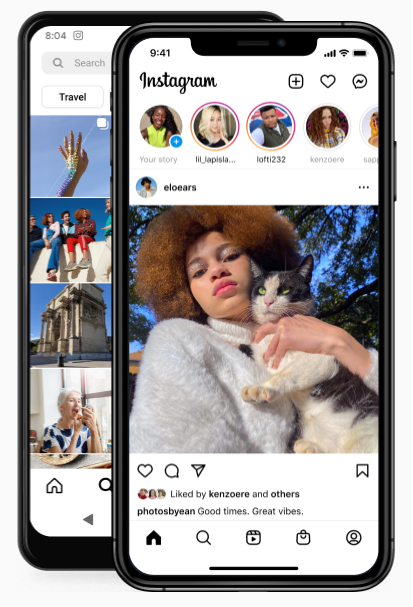 8:04
Search
Travel
9:41
Instagram
Your story
lil_lapisla...
lofti232
kenzoere
eloears
Liked by kenzoere and others
photosbyean Good times. Great vibes.